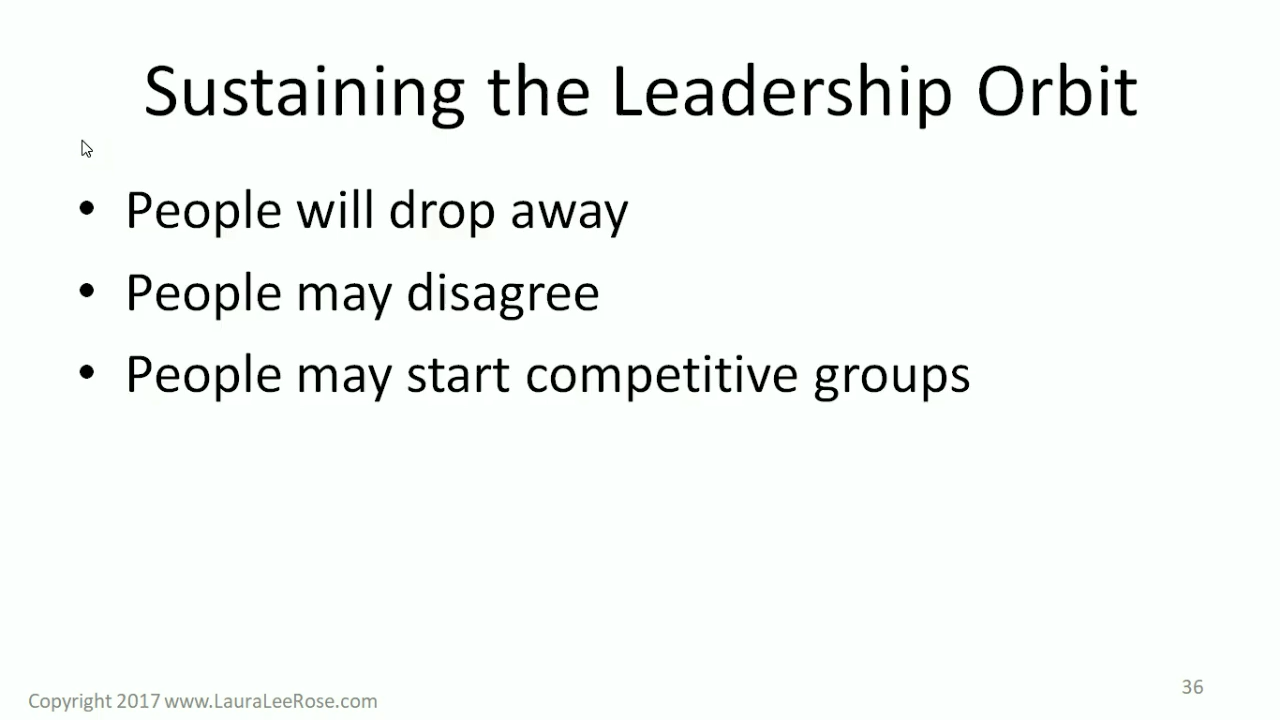 Sustaining the Leadership Orbit
• People will drop away
• People may disagree
• People may start competitive groups
36
Copyright 2017 www.LauraLeeRose.com